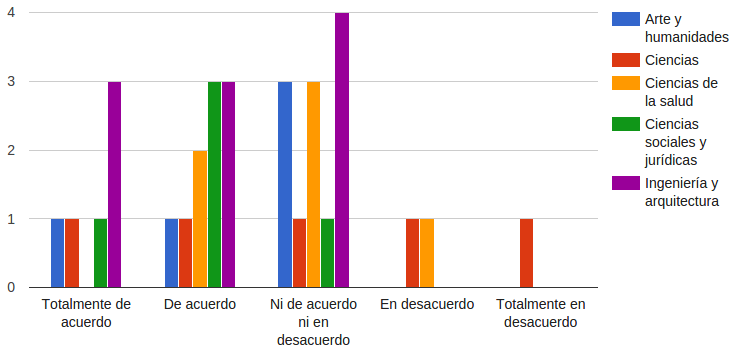 4
3
2
1
0
Totalmente de
acuerdo
De acuerdo
Ni de acuerdo
ni en
desacuerdo
En desacuerdo
Totalmente en
desacuerdo
Arte y
humanidades
Ciencias
Ciencias de
la salud
Ciencias
sociales y
jurídicas
Ingeniería y
arquitectura